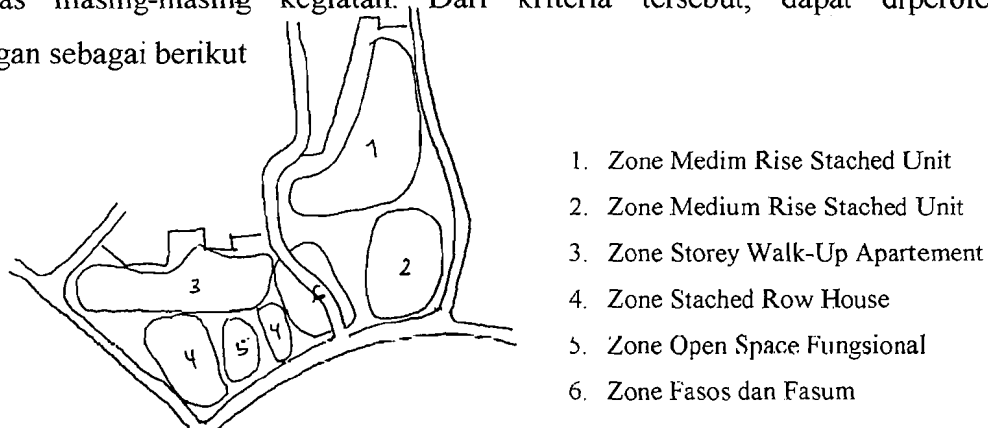 as masing-masing kegiatan. Dari kriteria tersebut, dapat diperole
gan sebagai berikut
1
2
3
6
4
5
4
1. Zone Medim Rise Stached Unit
2. Zone Medium Rise Stached Unit
3. Zone Storey Walk-Up Apartement
4. Zone Stached Row House
5. Zone Open Space Fungsional
6. Zone Fasos dan Fasum